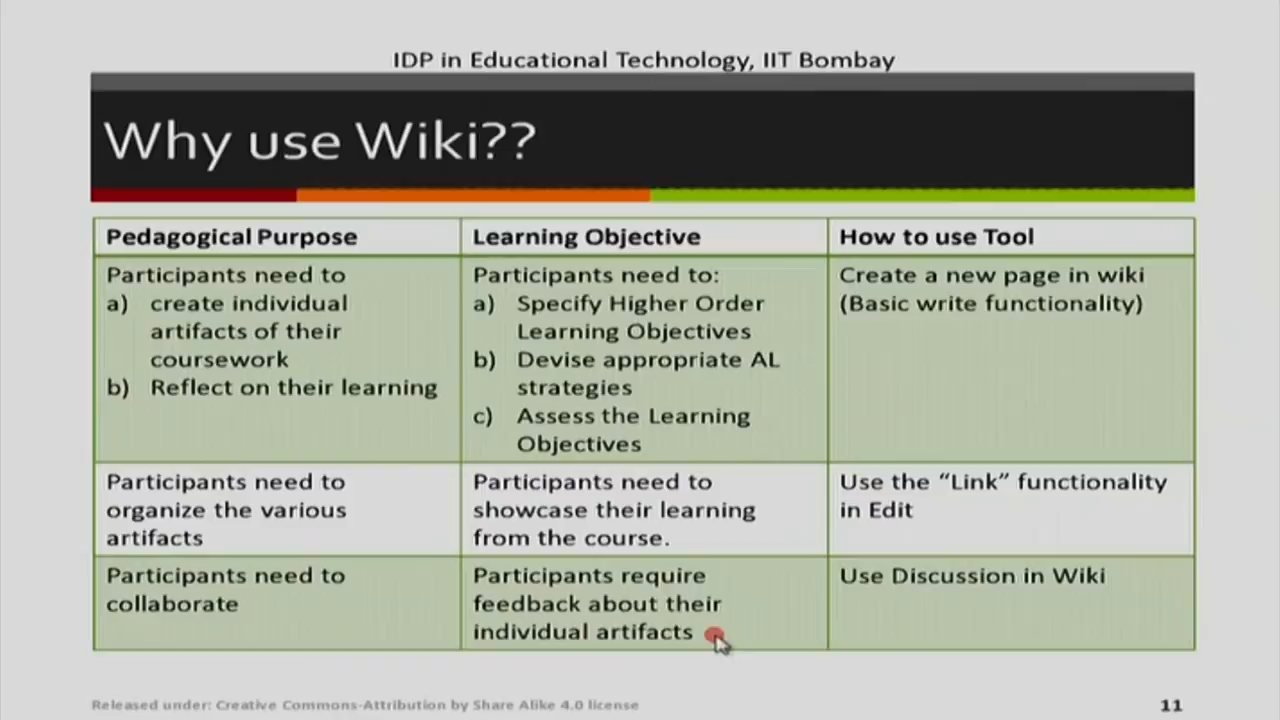 IDP in Educational Technology, IIT Bombay
Why use Wiki??
Pedagogical Purpose
Learning Objective
How to use Tool
Participants need to
a) create individual
artifacts of their
coursework
b) Reflect on their learning
Participants need to:
a) Specify Higher Order
Learning Objectives
b) Devise appropriate AL
strategies
c) Assess the Learning
Objectives
Create a new page in wiki
(Basic write functionality)
Participants need to
organize the various
artifacts
Participants need to
showcase their learning
from the course.
Use the “Link” functionality
in Edit
Participants need to
collaborate
Participants require
feedback about their
individual artifacts
Use Discussion in Wiki
Released under: Creative Commons-Attribution by Share Alike 4.0 license
11